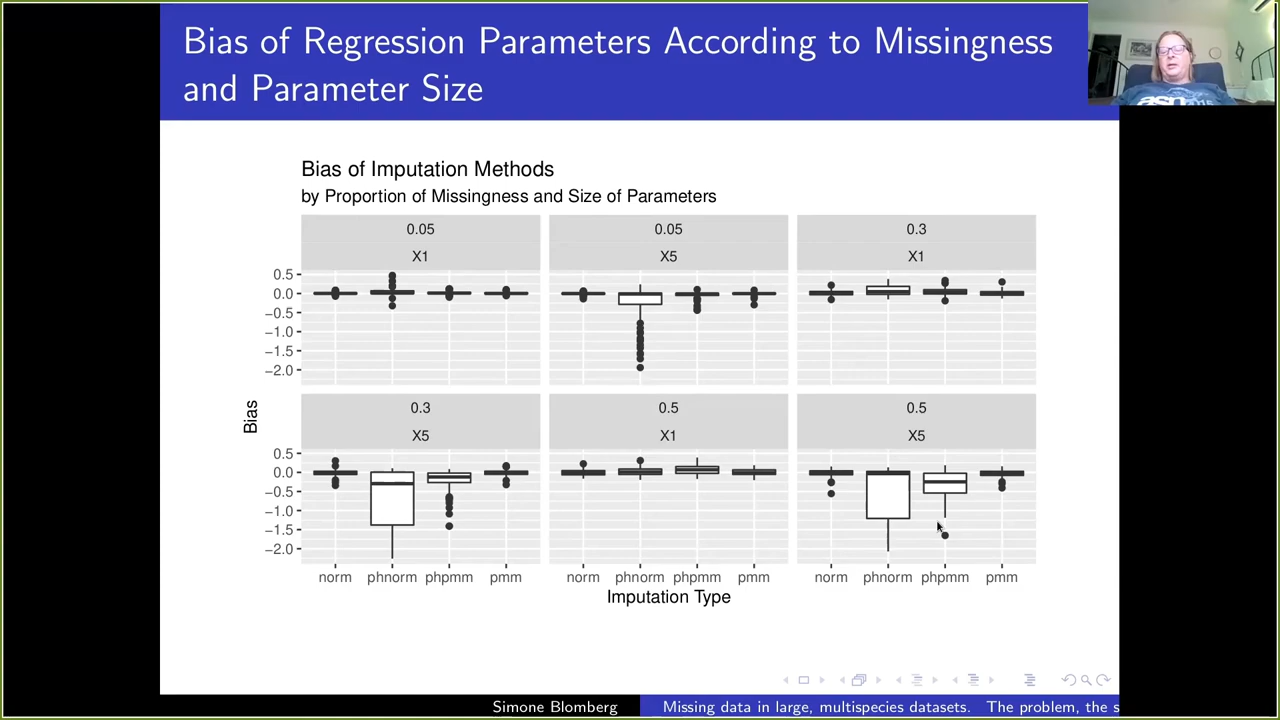 Bias of Regression Parameters According to Missingness
and Parameter Size
Bias of Imputation Methods
by Proportion of Missingness and Size of Parameters
0.05 0.05 0.3
X1 X5 X1
0.5
0.0
−0.5
−1.0
−1.5
−2.0
Bias
0.3 0.5 0.5
X5 X1 X5
0.5
0.0
−0.5
−1.0
−1.5
−2.0
norm phnorm phpmm pmm norm phnorm phpmm pmm norm phnorm phpmm pmm
Imputation Type
Simone Blomberg Missing data in large, multispecies datasets. The problem, the s